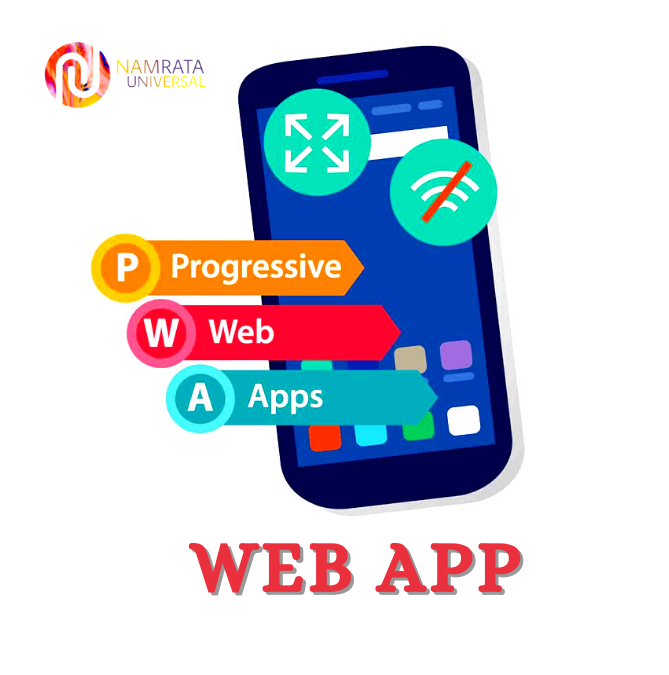 NAMRATA
UNIVERSAL
P Progressive
W Web
A Apps
WEB APP